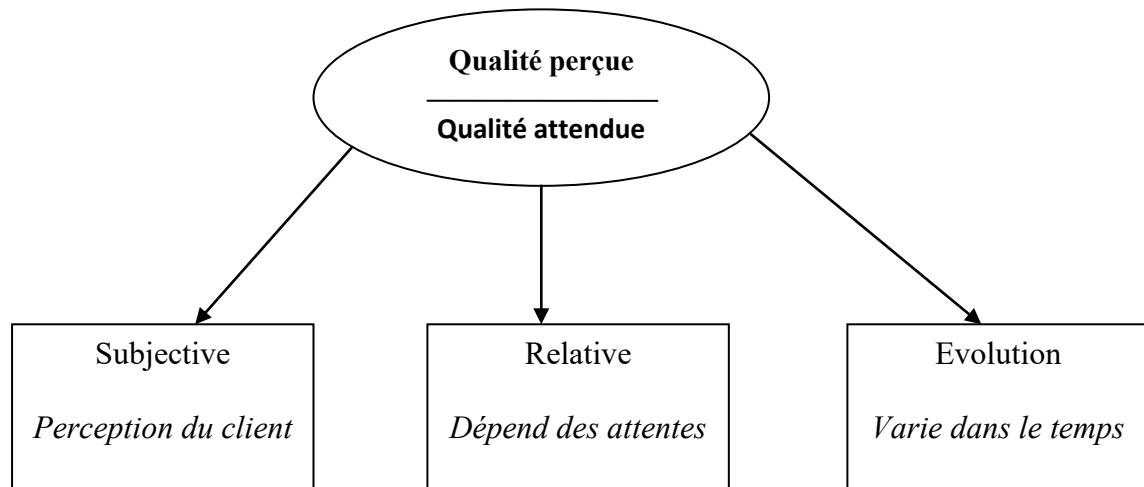 Qualité perçue
Qualité attendue
Subjective
Perception du client
Relative
Dépend des attentes
Evolution
Varie dans le temps